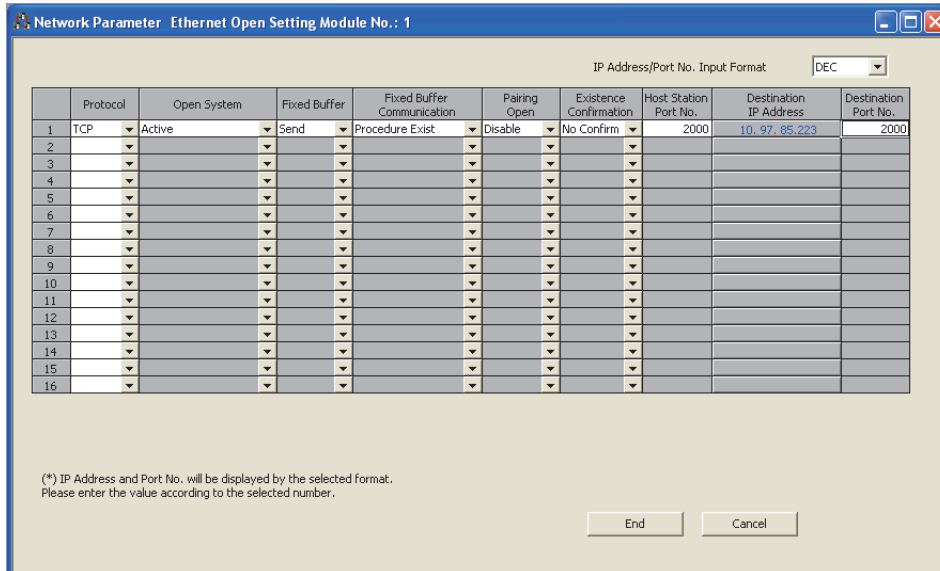 Network Parameter Ethernet Open Setting Module No.: 1
IP Address/Port No. Input Format DEC
Protocol Open System Fixed Buffer Fixed Buffer Communication Pairing Open Existence Confirmation Host Station Port No. Destination IP Address Destination Port No.
1 TCP Active Send Procedure Exist Disable No Confirm 2000 10. 97. 85.223 2000
2
3
4
5
6
7
8
9
10
11
12
13
14
15
16
(*) IP Address and Port No. will be displayed by the selected format.
Please enter the value according to the selected number.
End Cancel